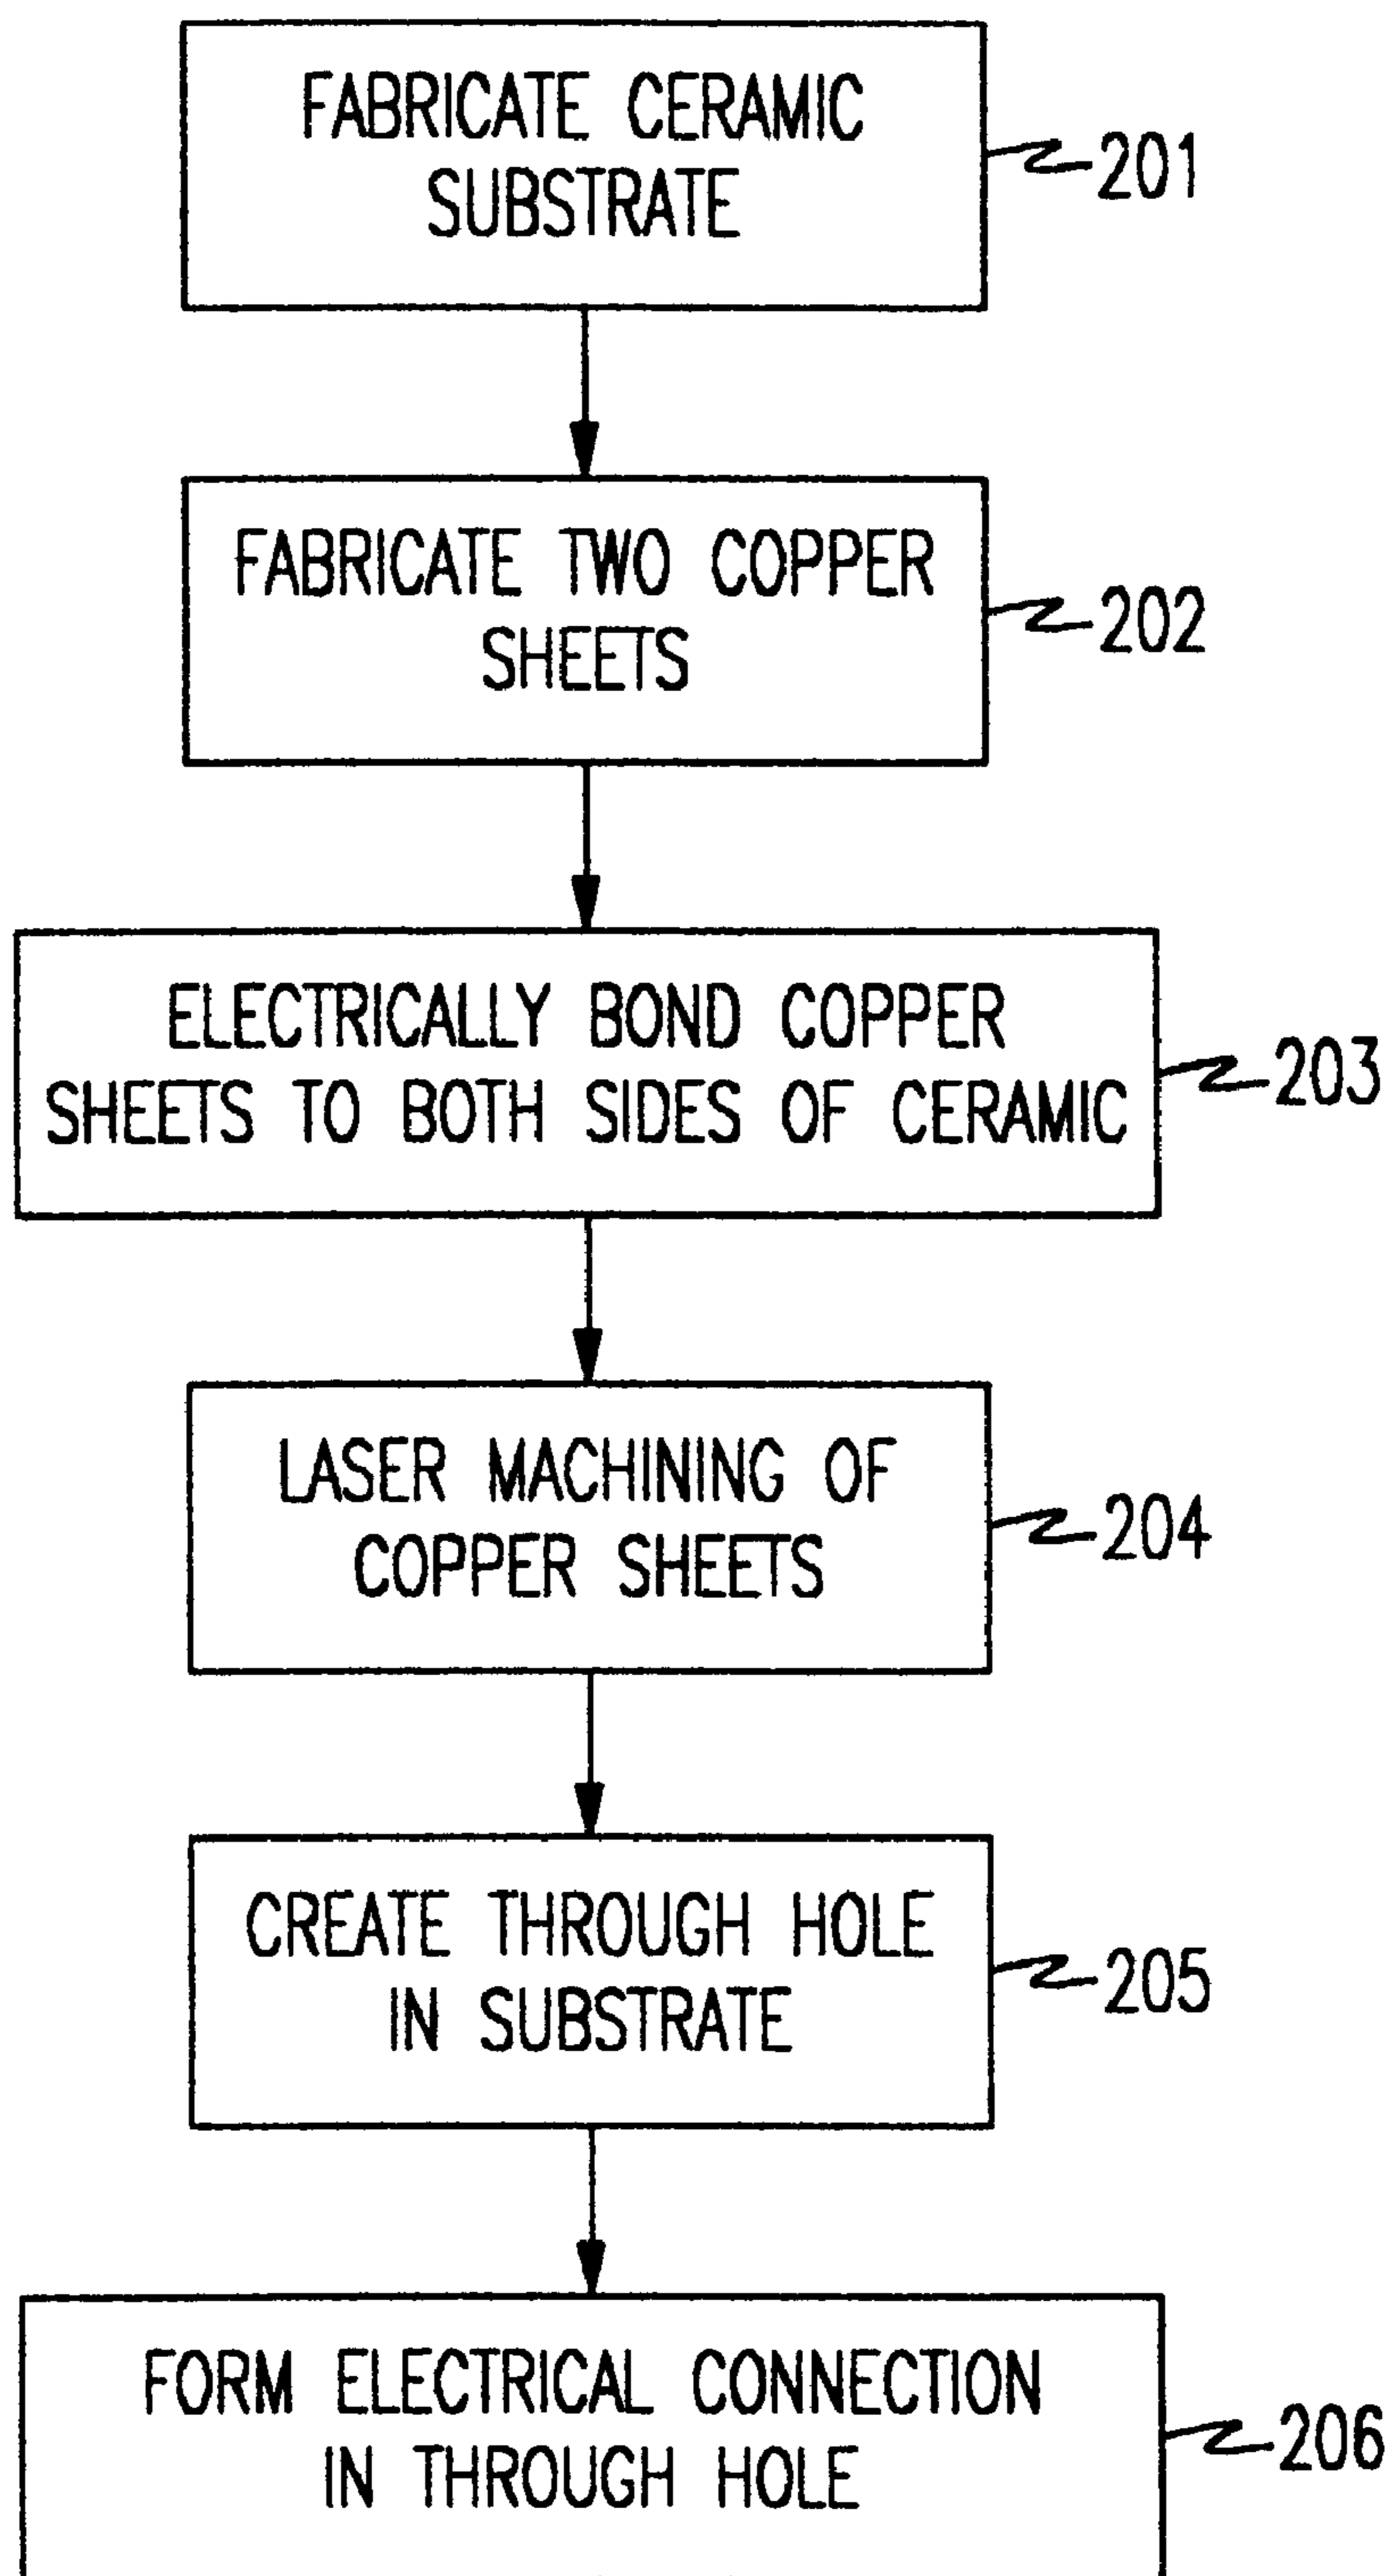 FABRICATE CERAMIC
SUBSTRATE
201
FABRICATE TWO COPPER
SHEETS
202
ELECTRICALLY BOND COPPER
SHEETS TO BOTH SIDES OF CERAMIC
203
LASER MACHINING OF
COPPER SHEETS
204
CREATE THROUGH HOLE
IN SUBSTRATE
205
FORM ELECTRICAL CONNECTION
IN THROUGH HOLE
206